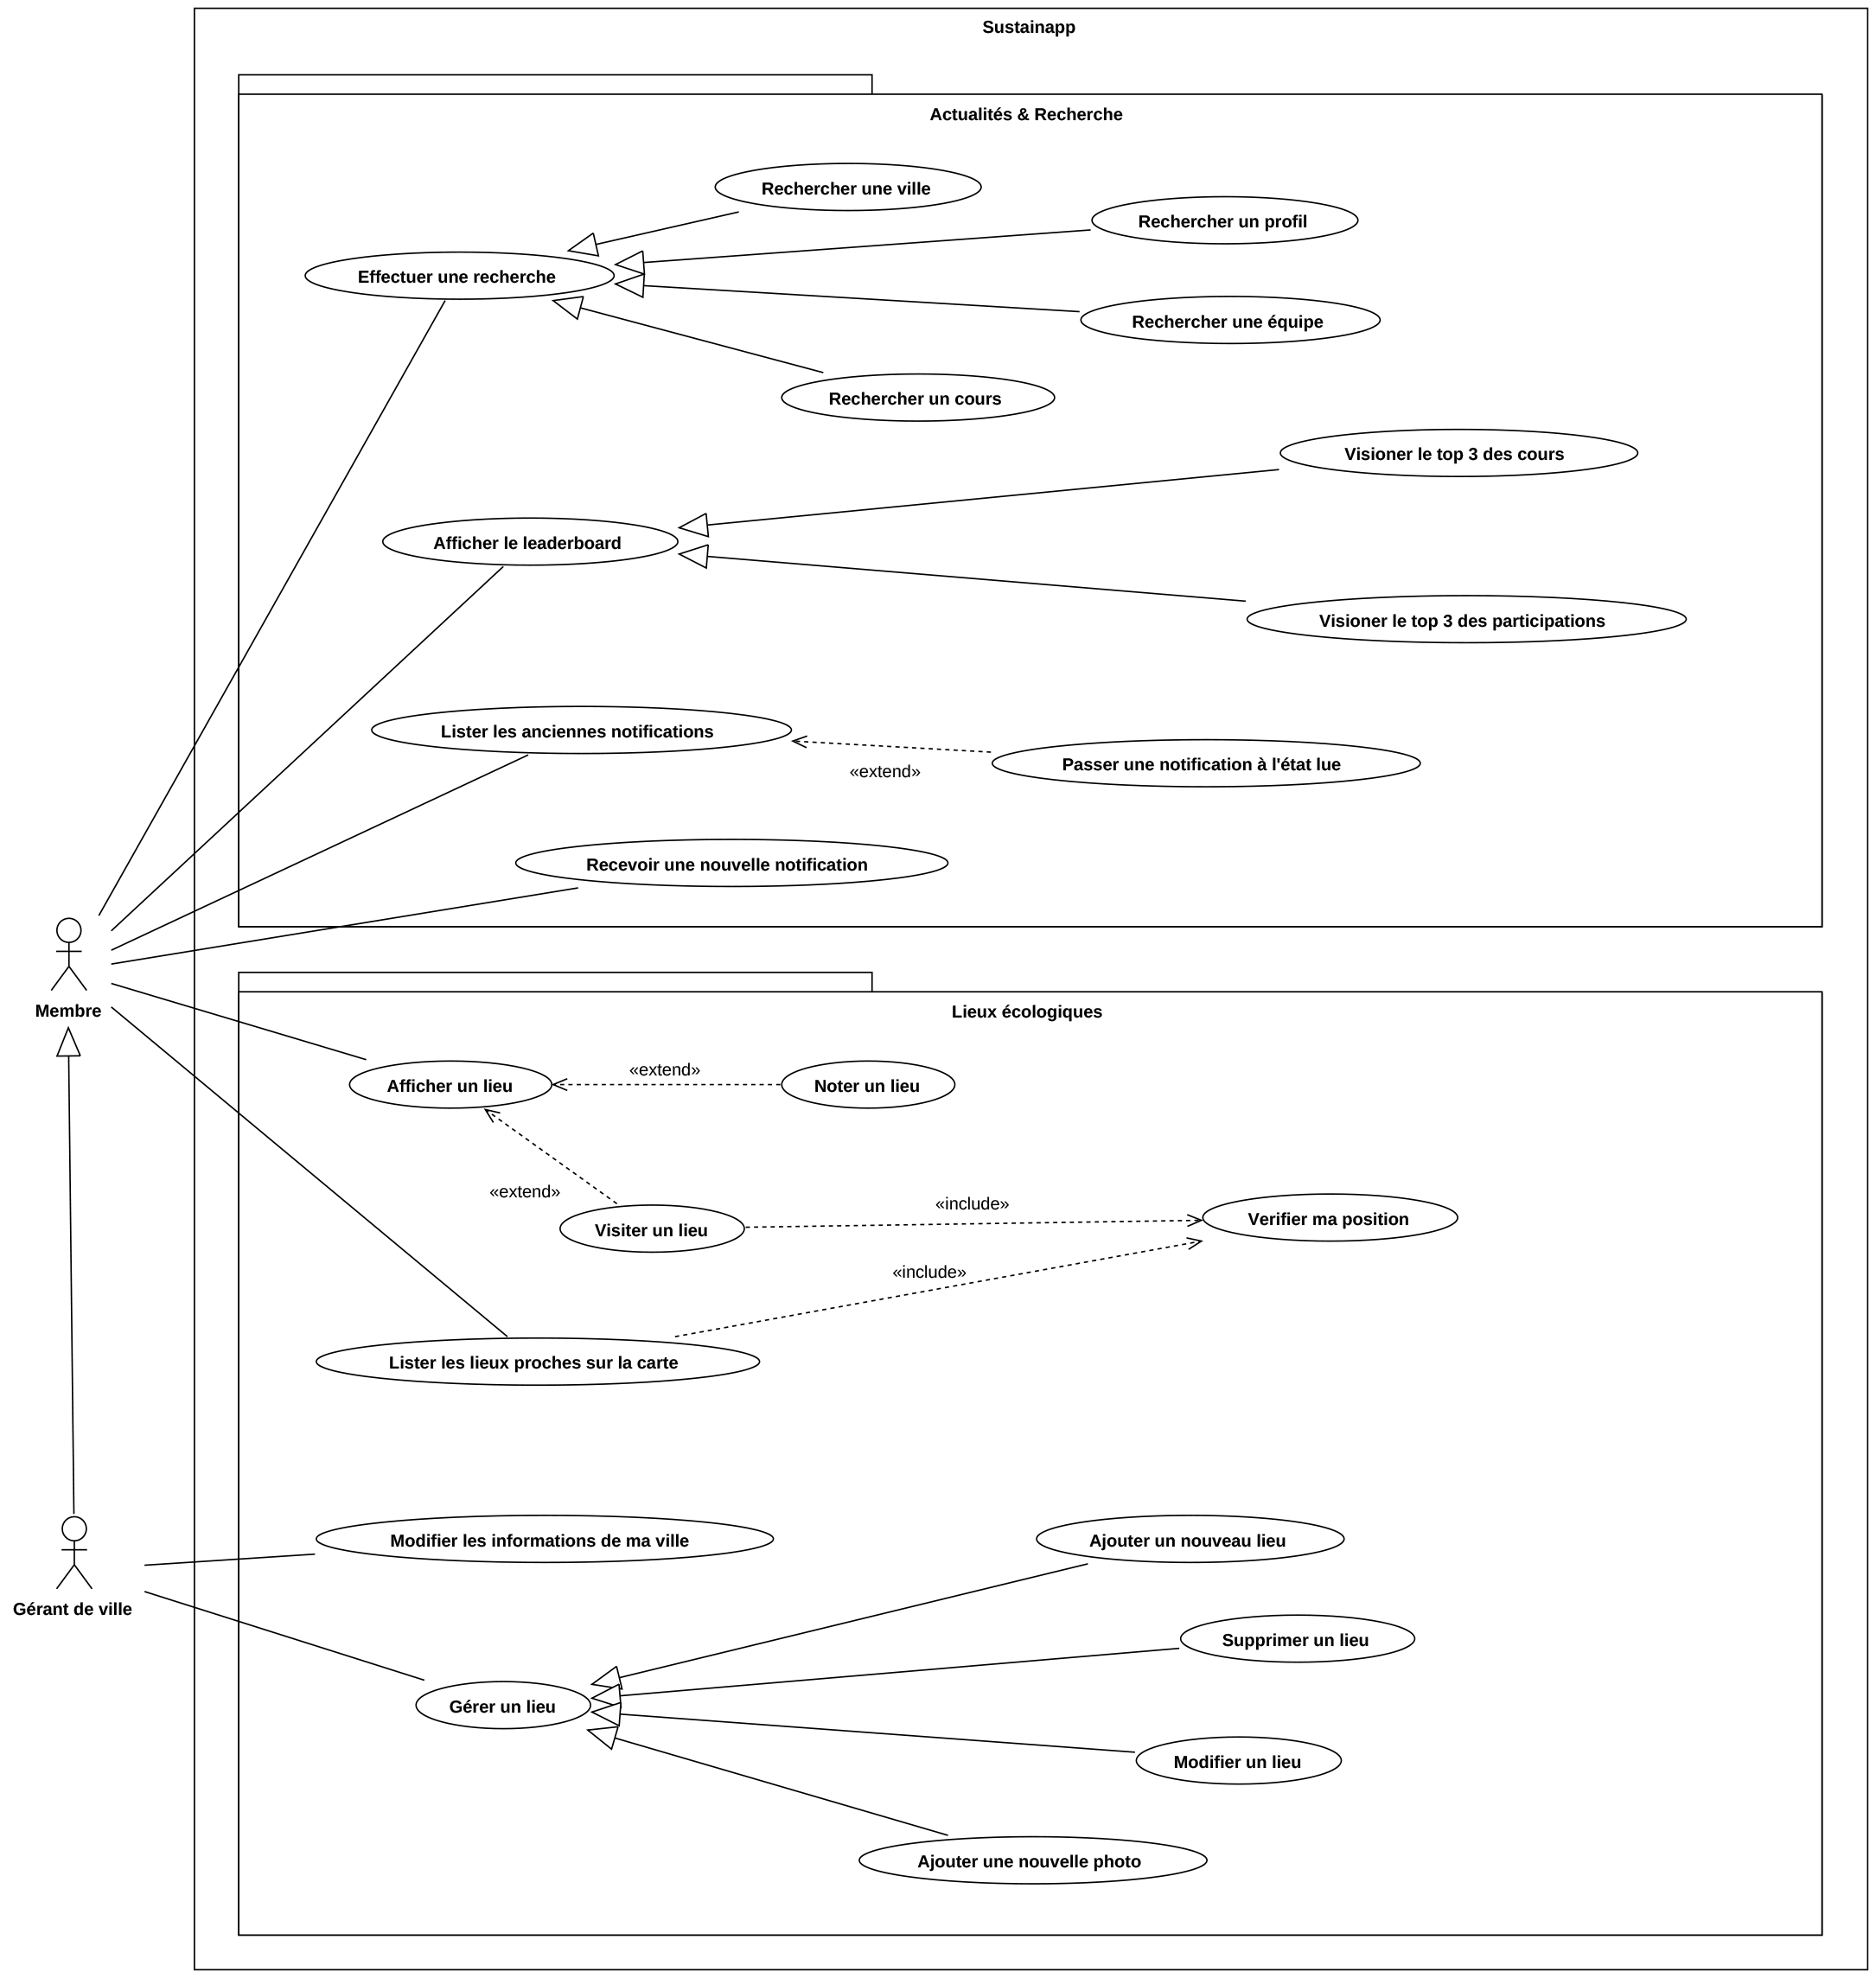 Sustainapp
Actualités & Recherche
Rechercher une ville
Rechercher un profil
Effectuer une recherche
Rechercher une équipe
Rechercher un cours
Visioner le top 3 des cours
Afficher le leaderboard
Visioner le top 3 des participations
Lister les anciennes notifications
«extend»
Passer une notification à l'état lue
Recevoir une nouvelle notification
Membre
Lieux écologiques
Afficher un lieu
«extend»
Noter un lieu
«extend»
Visiter un lieu
«include»
Verifier ma position
«include»
Lister les lieux proches sur la carte
Modifier les informations de ma ville
Ajouter un nouveau lieu
Gérant de ville
Supprimer un lieu
Gérer un lieu
Modifier un lieu
Ajouter une nouvelle photo